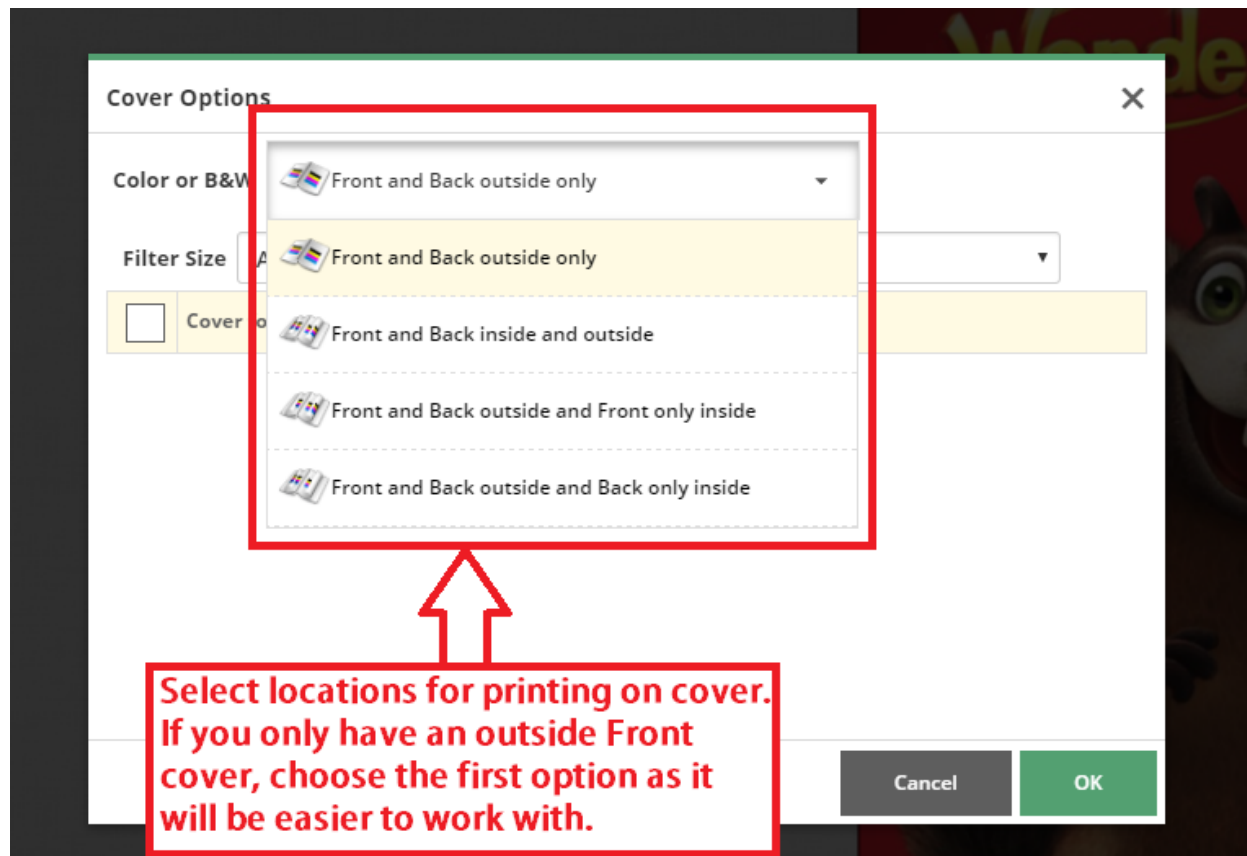 Wonde
Cover Options
Color or B&W
Front and Back outside only
Front and Back outside only
Filter Size
Cover
Front and Back inside and outside
Front and Back outside and Front only inside
Front and Back outside and Back only inside
Select locations for printing on cover.
If you only have an outside Front
cover, choose the first option as it
will be easier to work with.
Cancel
OK